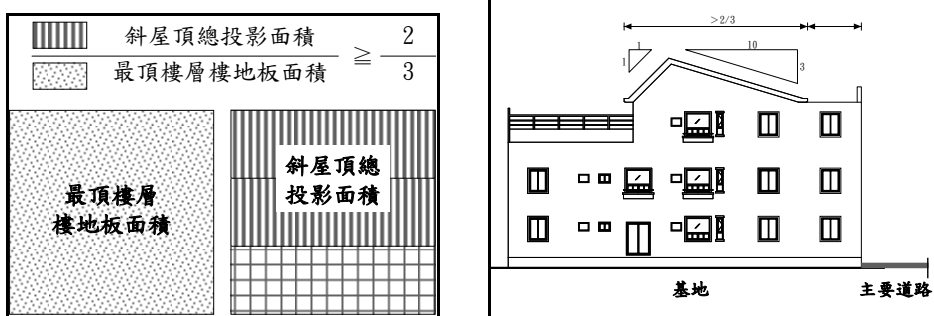 斜屋頂總投影面積
最頂樓層樓地板面積
≧
2
3
最頂樓層
樓地板面積
斜屋頂總
投影面積
>2/3
1
1
10
3
基地
主要道路